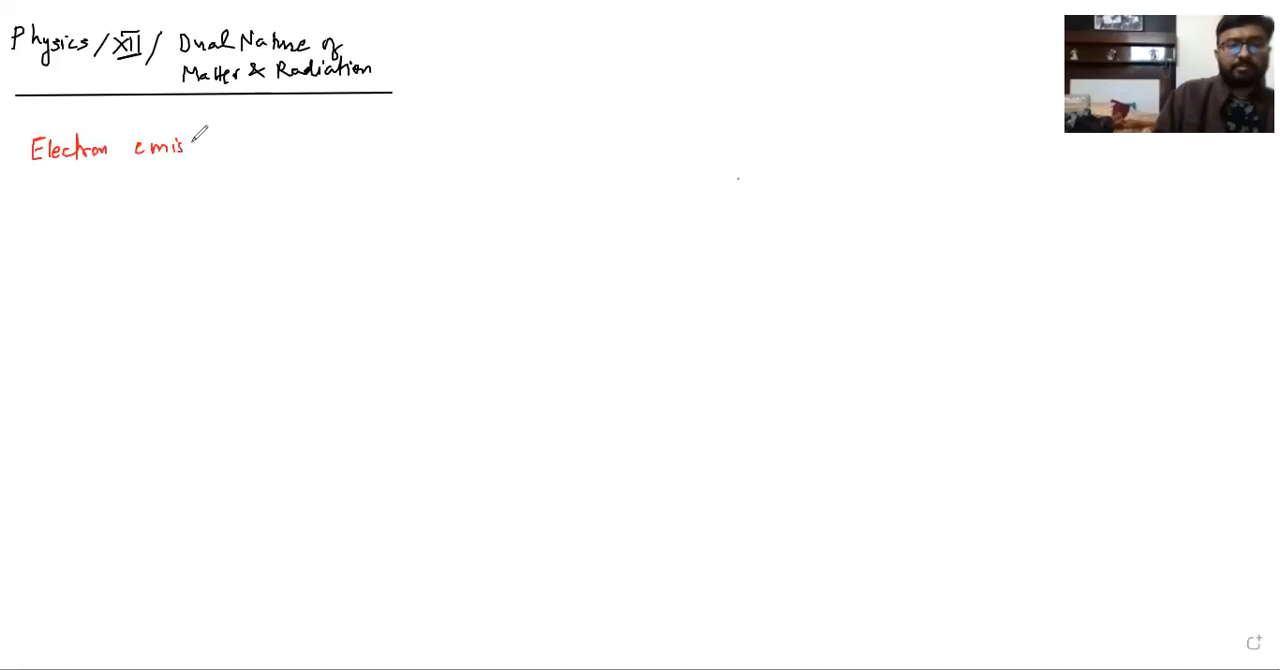 Physics / XII / Dual Nature of
Matter & Radiation
Electron emis